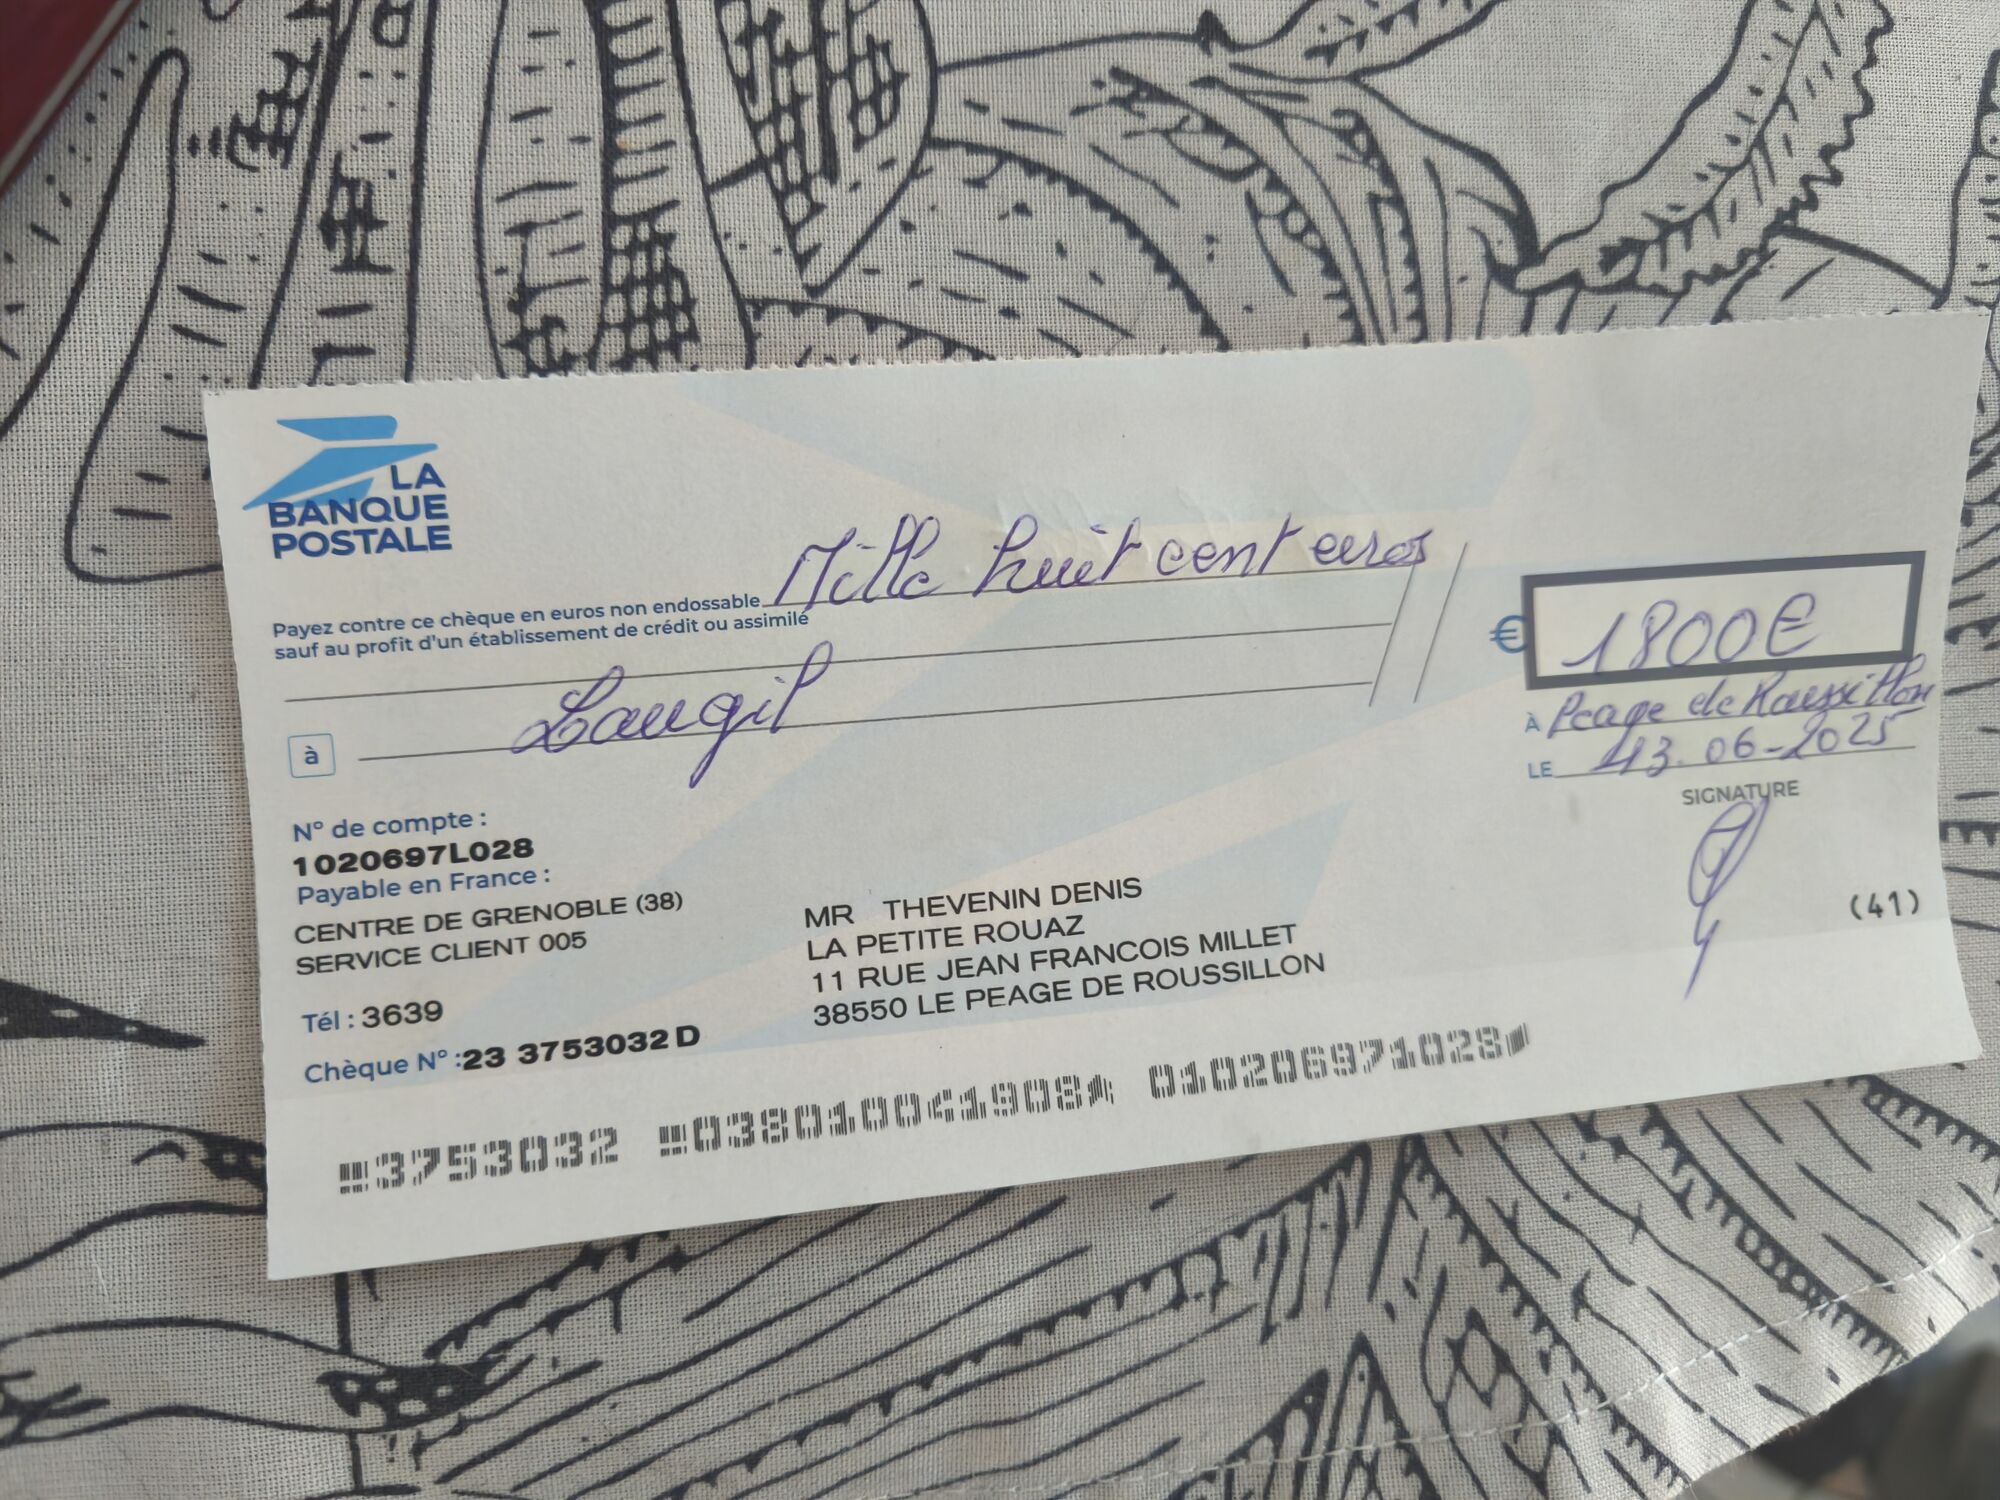 LA
BANQUE
POSTALE
Payez contre ce chèque en euros non endossable Mille huit cent euros
sauf au profit d'un établissement de crédit ou assimilé
€ 1800€
à Laugil
À Peage de Roussillon
LE 13.06-2025
SIGNATURE
N° de compte :
1020697L028
Payable en France :
CENTRE DE GRENOBLE (38)
SERVICE CLIENT 005
Tél : 3639
Chèque N° :23 3753032 D
MR THEVENIN DENIS
LA PETITE ROUAZ
11 RUE JEAN FRANCOIS MILLET
38550 LE PEAGE DE ROUSSILLON
(41)
3753032 038010041908 010206971028